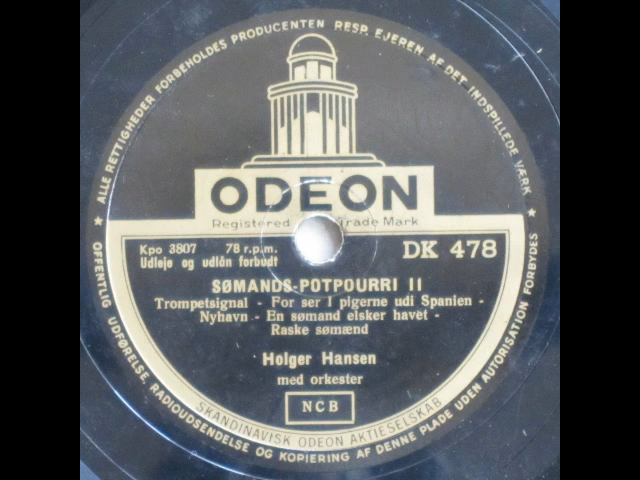 ★ ALLE RETTIGHEDER FORBEHOLDES PRODUCENTEN RESP. EJEREN AF DET INDSPILLEDE VÆRK ★
ODEON
Registered Trade Mark
Kpo 3807 78 r.p.m.
Udleje og udlån forbudt
DK 478
SØMANDS-POTPOURRI II
Trompetsignal - For ser I pigerne udi Spanien -
Nyhavn - En sømand elsker havet -
Raske sømænd
Holger Hansen
med orkester
NCB
SKANDINAVISK ODEON AKTIESELSKAB
OFFENTLIG UDFØRELSE, RADIOUDSENDELSE OG KOPIERING AF DENNE PLADE UDEN AUTORISATION FORBYDES